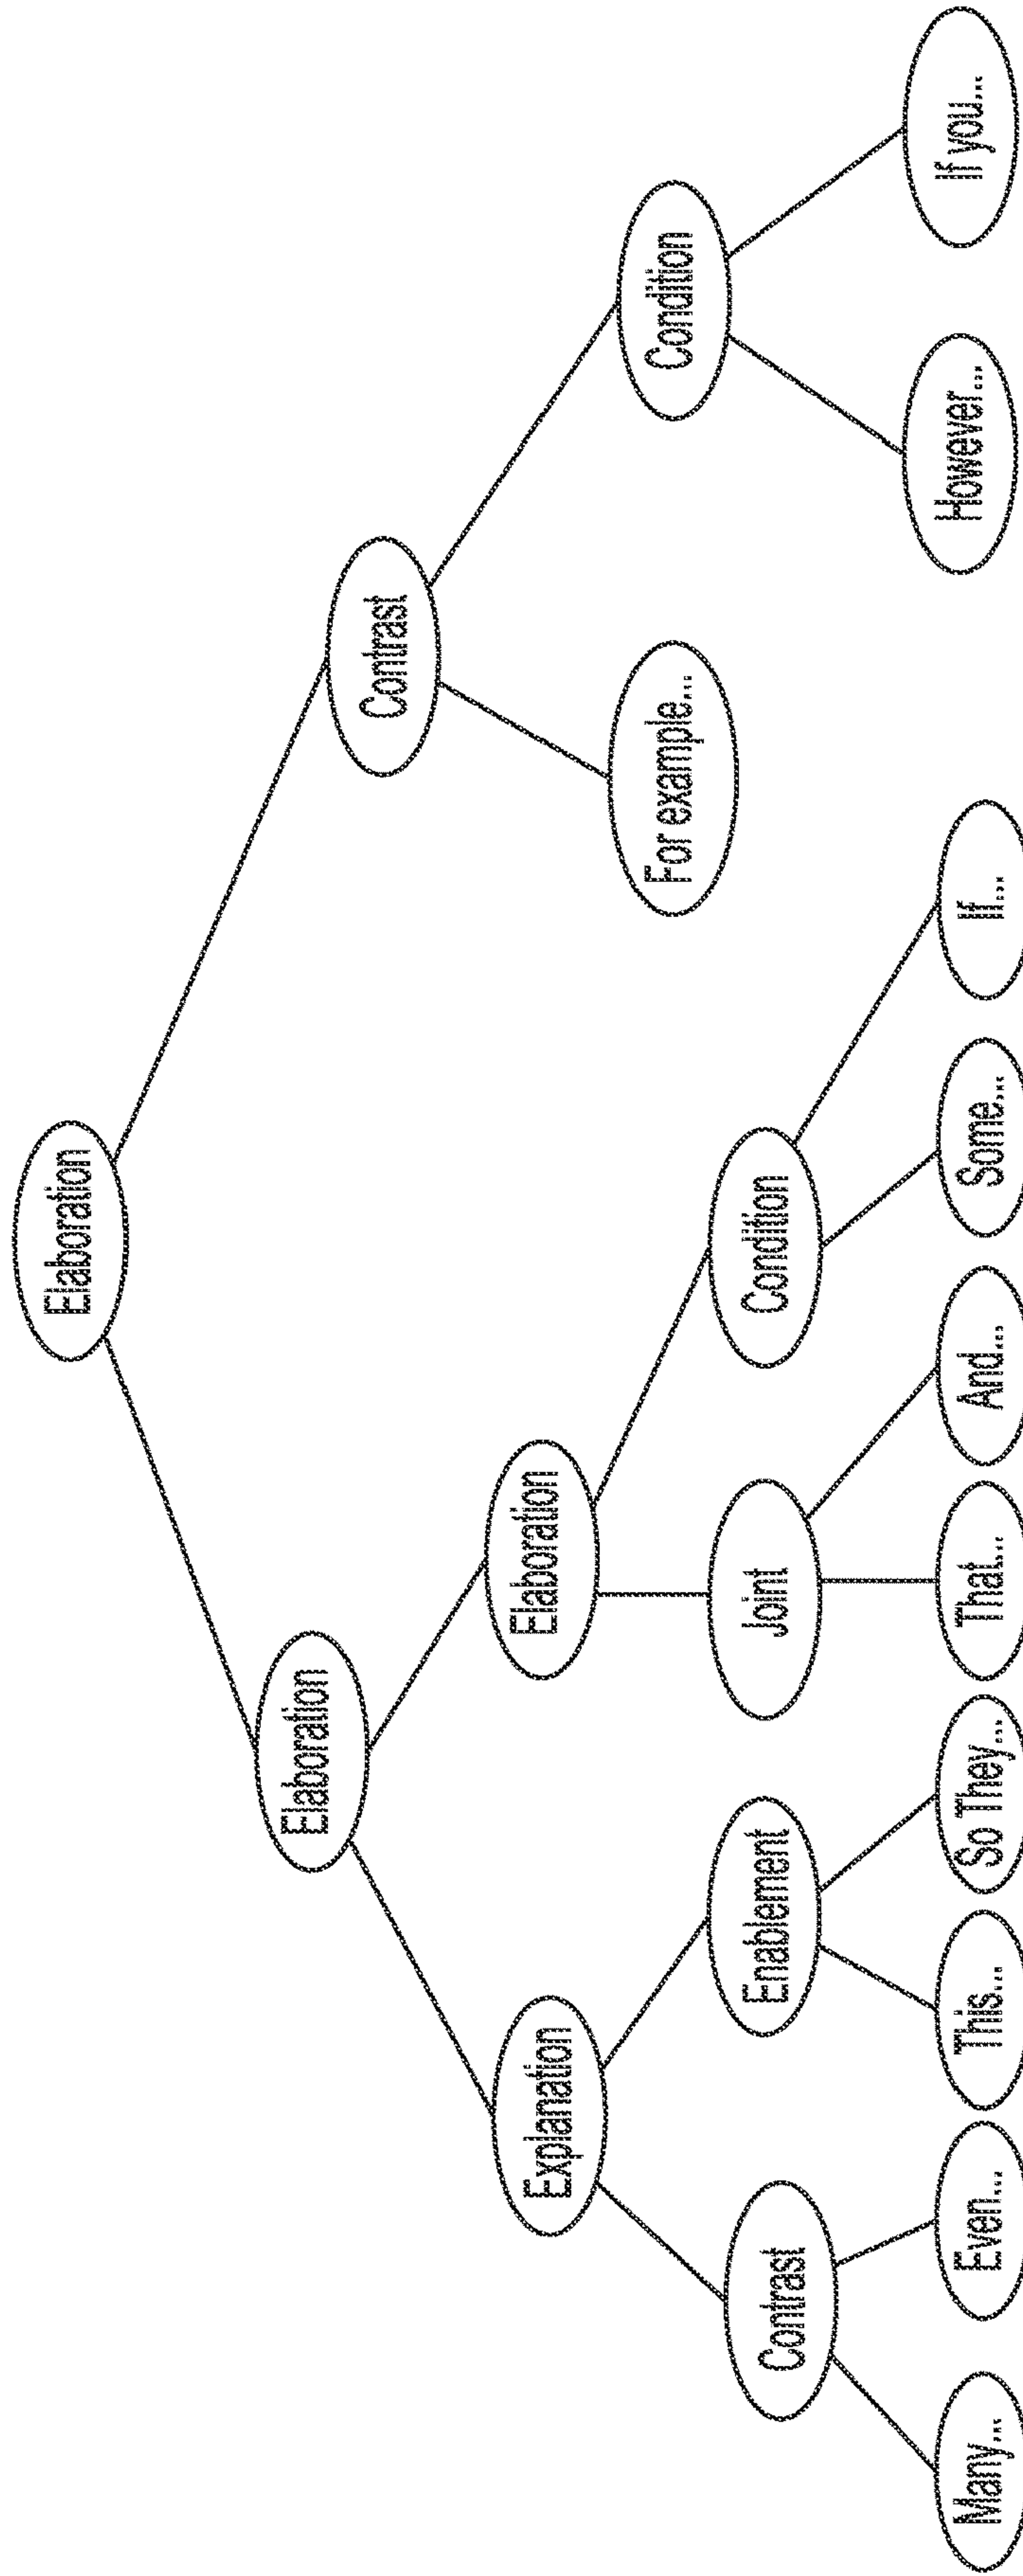 Elaboration
Elaboration
Contrast
Explanation
Elaboration
For example...
Condition
Contrast
Enablement
Joint
Condition
Many...
Even...
This...
So They...
That...
And...
Some...
If...
However...
If you...